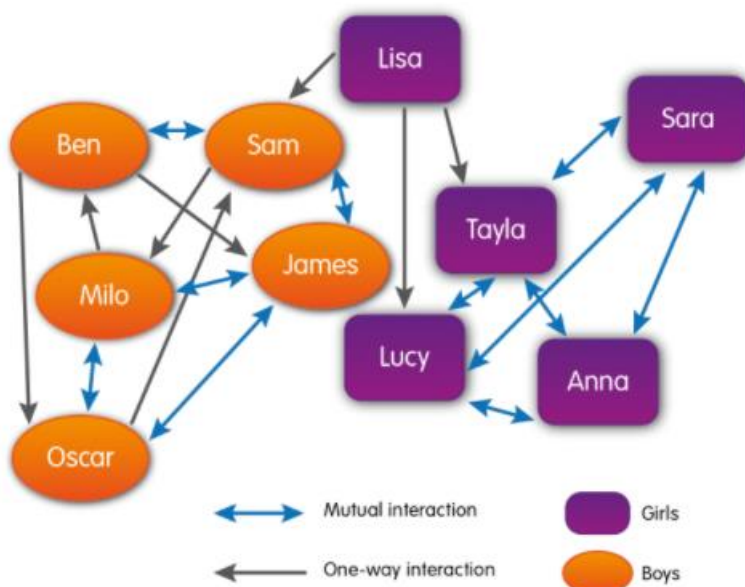 Lisa
Ben
Sam
Sara
Tayla
James
Milo
Lucy
Anna
Oscar
Mutual interaction
Girls
One-way interaction
Boys